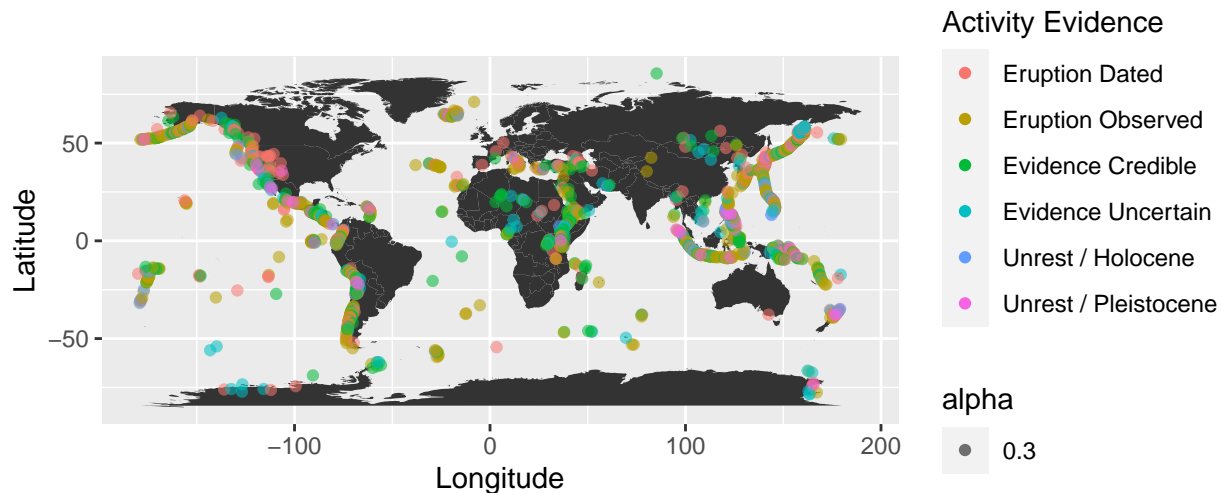 Activity Evidence
Eruption Dated
Eruption Observed
Evidence Credible
Evidence Uncertain
Unrest / Holocene
Unrest / Pleistocene
alpha
0.3
Latitude
50
0
−50
−100
0
100
200
Longitude